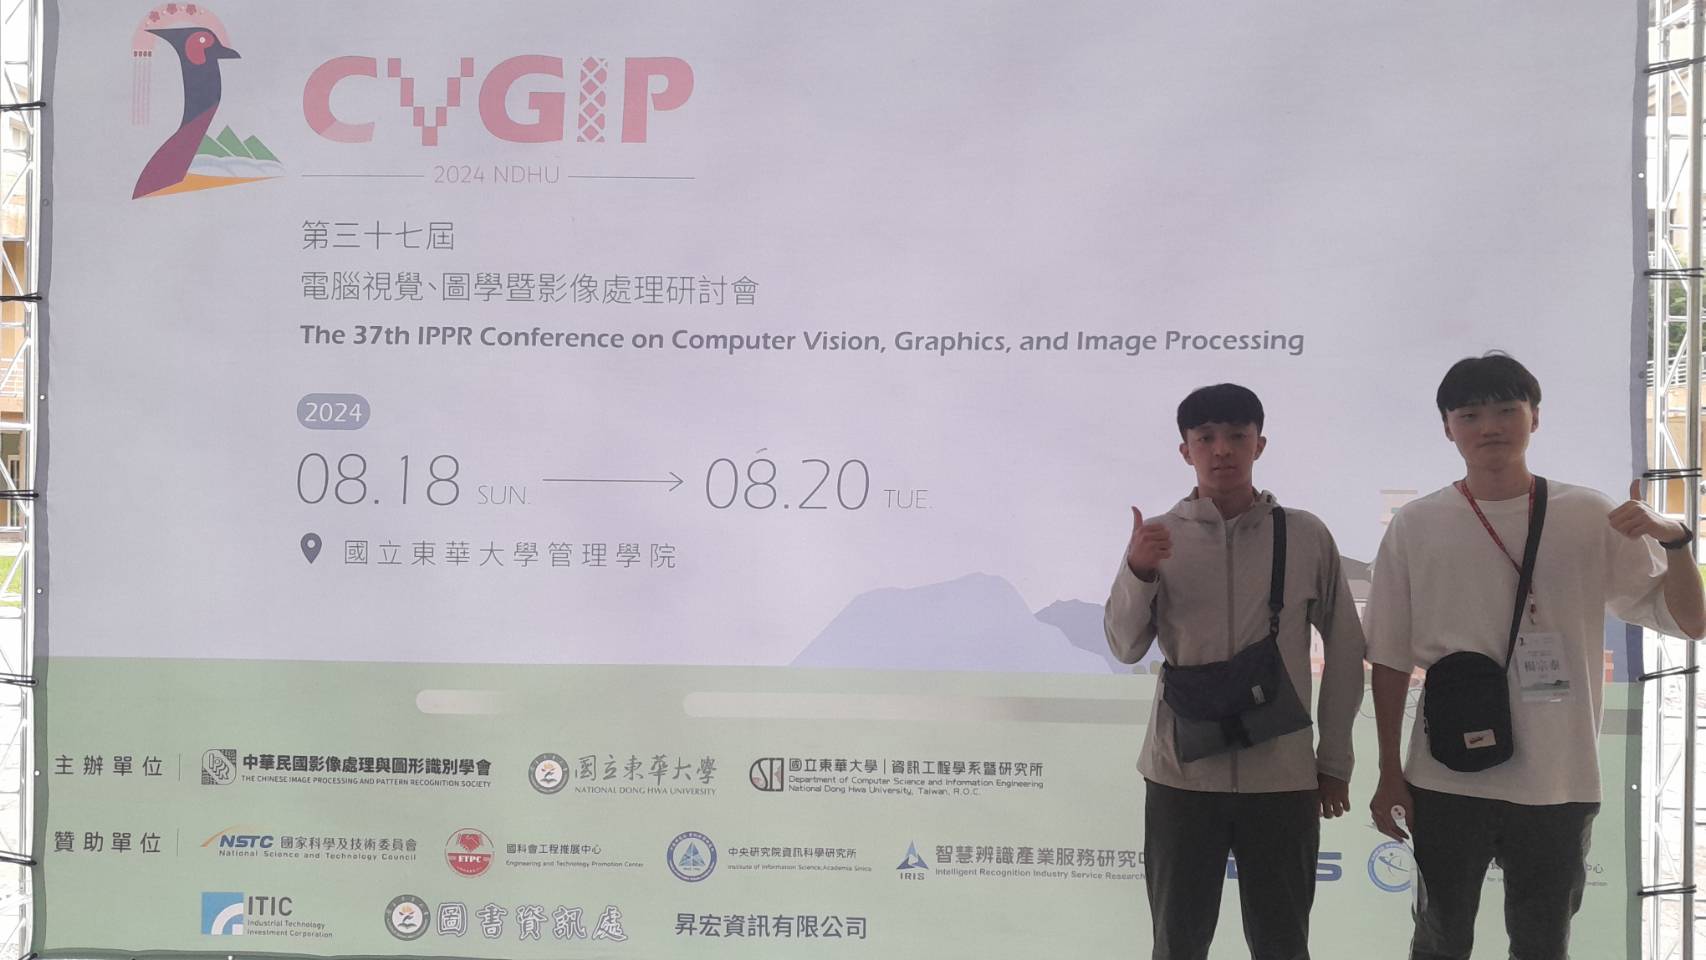 CVGIP
2024 NDHU
第三十七屆
電腦視覺、圖學暨影像處理研討會
The 37th IPPR Conference on Computer Vision, Graphics, and Image Processing
2024
08.18 SUN. → 08.20 TUE.
國立東華大學管理學院
主辦單位
中華民國影像處理與圖形識別學會
THE CHINESE IMAGE PROCESSING AND PATTERN RECOGNITION SOCIETY
國立東華大學
NATIONAL DONG HWA UNIVERSITY
國立東華大學 | 資訊工程學系暨研究所
Department of Computer Science and Information Engineering
National Dong Hwa University, Taiwan, R.O.C.
贊助單位
NSTC 國家科學及技術委員會
National Science and Technology Council
ETPC
國科會工程推展中心
Engineering and Technology Promotion Center
中央研究院資訊科學研究所
Institute of Information Science, Academia Sinica
IRIS
智慧辨識產業服務研究中
Intelligent Recognition Industry Service Research
心
ITIC
Industrial Technology
Investment Corporation
圖書資訊處
昇宏資訊有限公司
楊宗泰